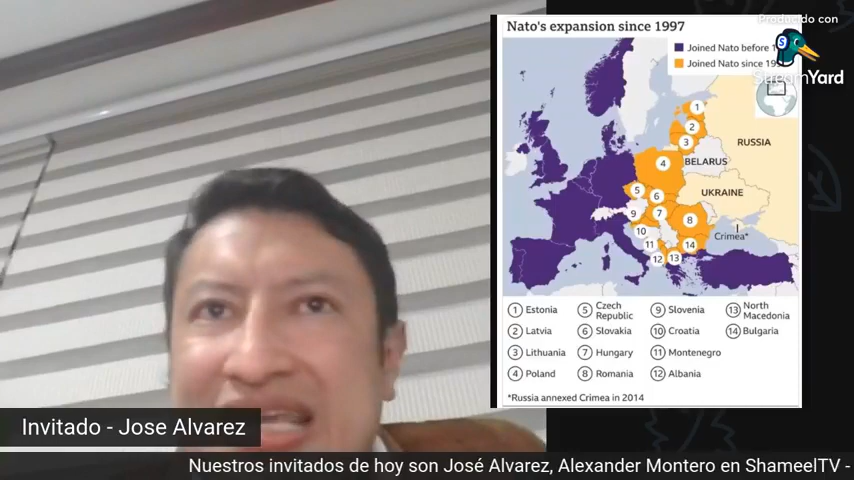 Nato's expansion since 1997
Producido con
StreamYard
Joined Nato before 1
Joined Nato since 19
1
2
3
4
5
6
7
8
9
10
11
12
13
14
RUSSIA
BELARUS
UKRAINE
Crimea*
1 Estonia
5 Czech Republic
9 Slovenia
13 North Macedonia
2 Latvia
6 Slovakia
10 Croatia
14 Bulgaria
3 Lithuania
7 Hungary
11 Montenegro
4 Poland
8 Romania
12 Albania
*Russia annexed Crimea in 2014
Invitado - Jose Alvarez
Nuestros invitados de hoy son José Alvarez, Alexander Montero en ShameelTV -